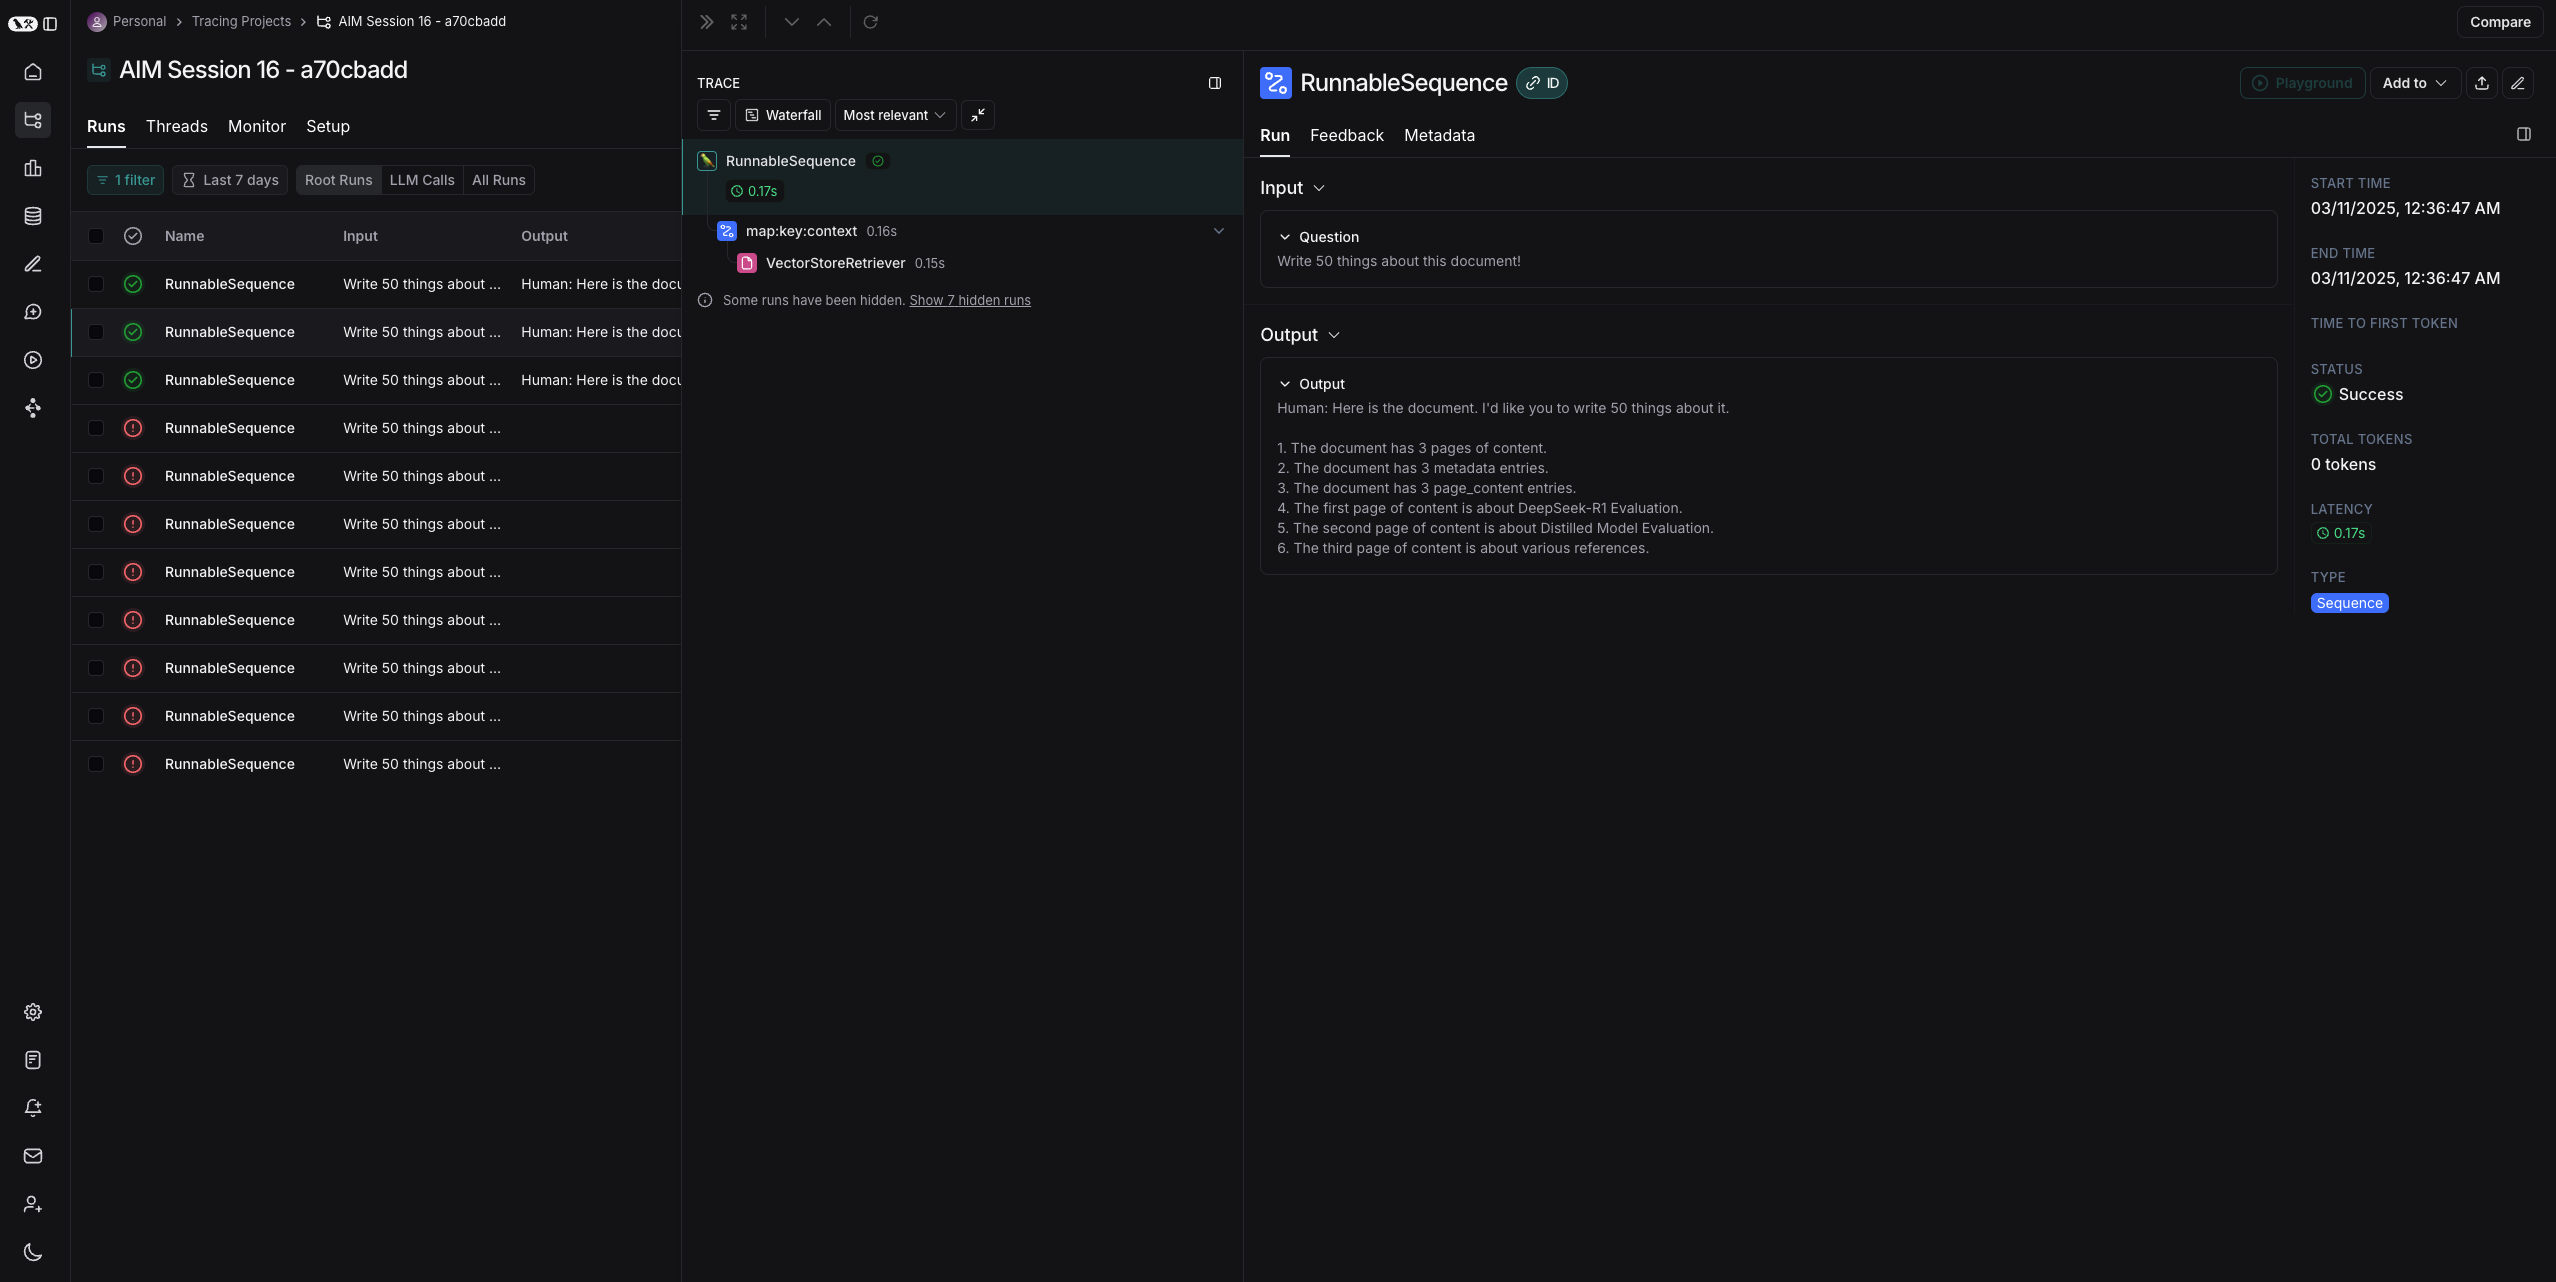 Personal > Tracing Projects > AIM Session 16 - a70cbadd
AIM Session 16 - a70cbadd
Runs Threads Monitor Setup
1 filter Last 7 days Root Runs LLM Calls All Runs
Name Input Output
RunnableSequence Write 50 things about ... Human: Here is the docu
RunnableSequence Write 50 things about ... Human: Here is the docu
RunnableSequence Write 50 things about ... Human: Here is the docu
RunnableSequence Write 50 things about ...
RunnableSequence Write 50 things about ...
RunnableSequence Write 50 things about ...
RunnableSequence Write 50 things about ...
RunnableSequence Write 50 things about ...
RunnableSequence Write 50 things about ...
RunnableSequence Write 50 things about ...
RunnableSequence Write 50 things about ...
TRACE
Waterfall Most relevant
RunnableSequence
0.17s
map:key:context 0.16s
VectorStoreRetriever 0.15s
Some runs have been hidden. Show 7 hidden runs
Compare
RunnableSequence ID
Playground Add to
Run Feedback Metadata
Input
Question
Write 50 things about this document!
Output
Output
Human: Here is the document. I'd like you to write 50 things about it.
1. The document has 3 pages of content.
2. The document has 3 metadata entries.
3. The document has 3 page_content entries.
4. The first page of content is about DeepSeek-R1 Evaluation.
5. The second page of content is about Distilled Model Evaluation.
6. The third page of content is about various references.
START TIME
03/11/2025, 12:36:47 AM
END TIME
03/11/2025, 12:36:47 AM
TIME TO FIRST TOKEN
STATUS
Success
TOTAL TOKENS
0 tokens
LATENCY
0.17s
TYPE
Sequence